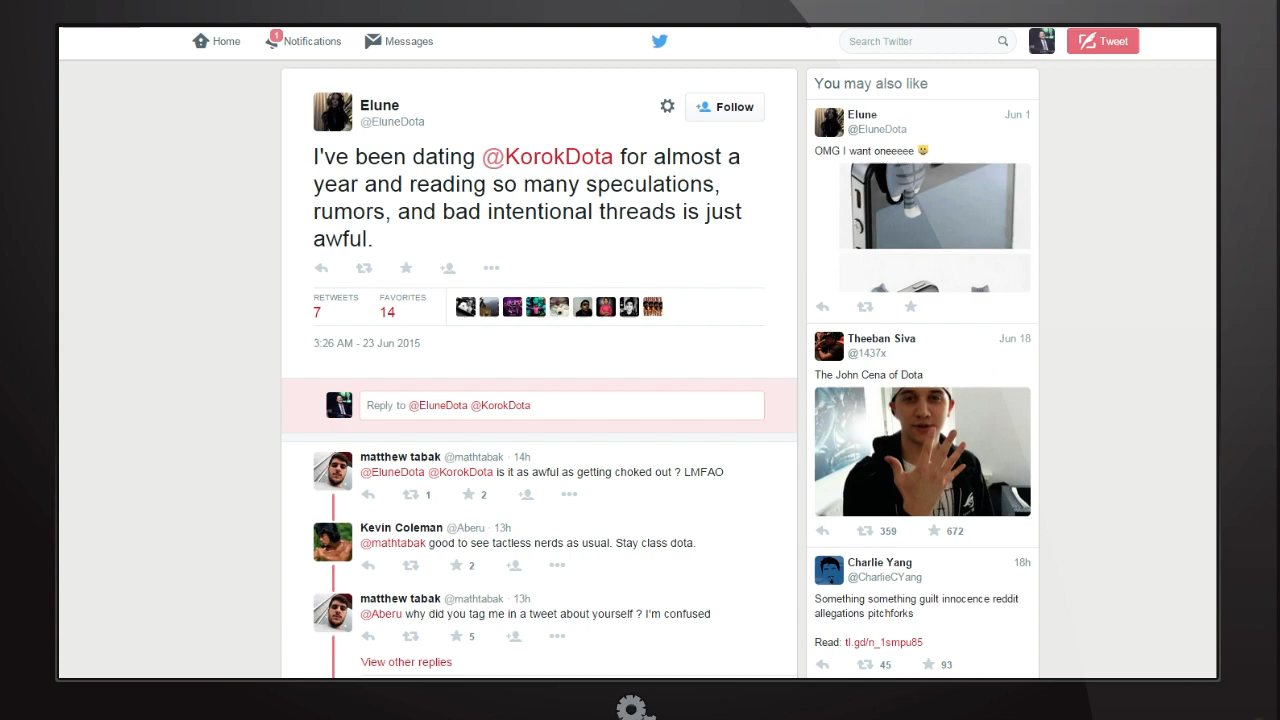 Home
1
Notifications
Messages
Search Twitter
Tweet
Elune
@EluneDota
Follow
I've been dating @KorokDota for almost a
year and reading so many speculations,
rumors, and bad intentional threads is just
awful.
RETWEETS
FAVORITES
7
14
3:26 AM - 23 Jun 2015
Reply to @EluneDota @KorokDota
matthew tabak @mathtabak · 14h
@EluneDota @KorokDota is it as awful as getting choked out ? LMFAO
1
2
Kevin Coleman @Aberu · 13h
@mathtabak good to see tactless nerds as usual. Stay class dota.
2
matthew tabak @mathtabak · 13h
@Aberu why did you tag me in a tweet about yourself ? I'm confused
5
View other replies
You may also like
Elune
Jun 1
@EluneDota
OMG I want oneeeee 😃
Theeban Siva
Jun 18
@1437x
The John Cena of Dota
359
672
Charlie Yang
18h
@CharlieCYang
Something something guilt innocence reddit
allegations pitchforks
Read: tl.gd/n_1smpu85
45
93